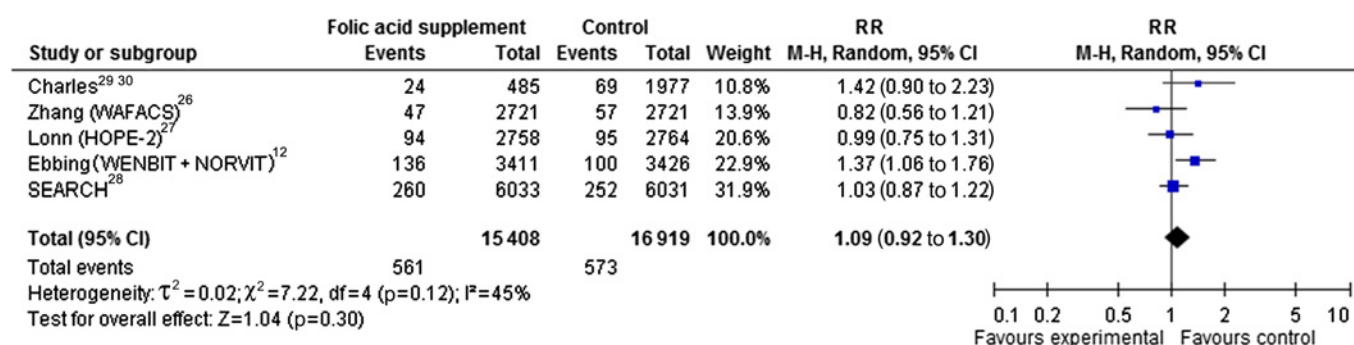 Folic acid supplement Control RR RR
Study or subgroup Events Total Events Total Weight M-H, Random, 95% CI M-H, Random, 95% CI
Charles29 30 24 485 69 1977 10.8% 1.42 (0.90 to 2.23)
Zhang (WAFACS)26 47 2721 57 2721 13.9% 0.82 (0.56 to 1.21)
Lonn (HOPE-2)27 94 2758 95 2764 20.6% 0.99 (0.75 to 1.31)
Ebbing (WENBIT + NORVIT)12 136 3411 100 3426 22.9% 1.37 (1.06 to 1.76)
SEARCH28 260 6033 252 6031 31.9% 1.03 (0.87 to 1.22)
Total (95% CI) 15 408 16 919 100.0% 1.09 (0.92 to 1.30)
Total events 561 573
Heterogeneity: τ2 =0.02; χ2 =7.22, df=4 (p=0.12); I²=45%
Test for overall effect: Z=1.04 (p=0.30)
0.1 0.2 0.5 1 2 5 10
Favours experimental Favours control